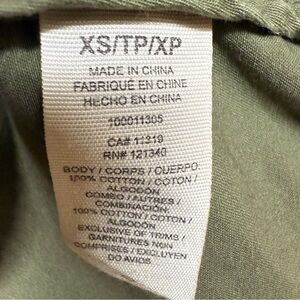 XS/TP/XP
MADE IN CHINA
FABRIQUÉ EN CHINE
HECHO EN CHINA
100011305
CA# 11319
RN# 121340
BODY / CORPS / CUERPO
100% COTTON / COTON /
ALGODÓN
COMBO / AUTRES /
COMBINACIÓN:
100% COTTON / COTON /
ALGODÓN
EXCLUSIVE OF TRIMS /
GARNITURES NON
COMPRISES / EXCLUYEN
DO AVIOS